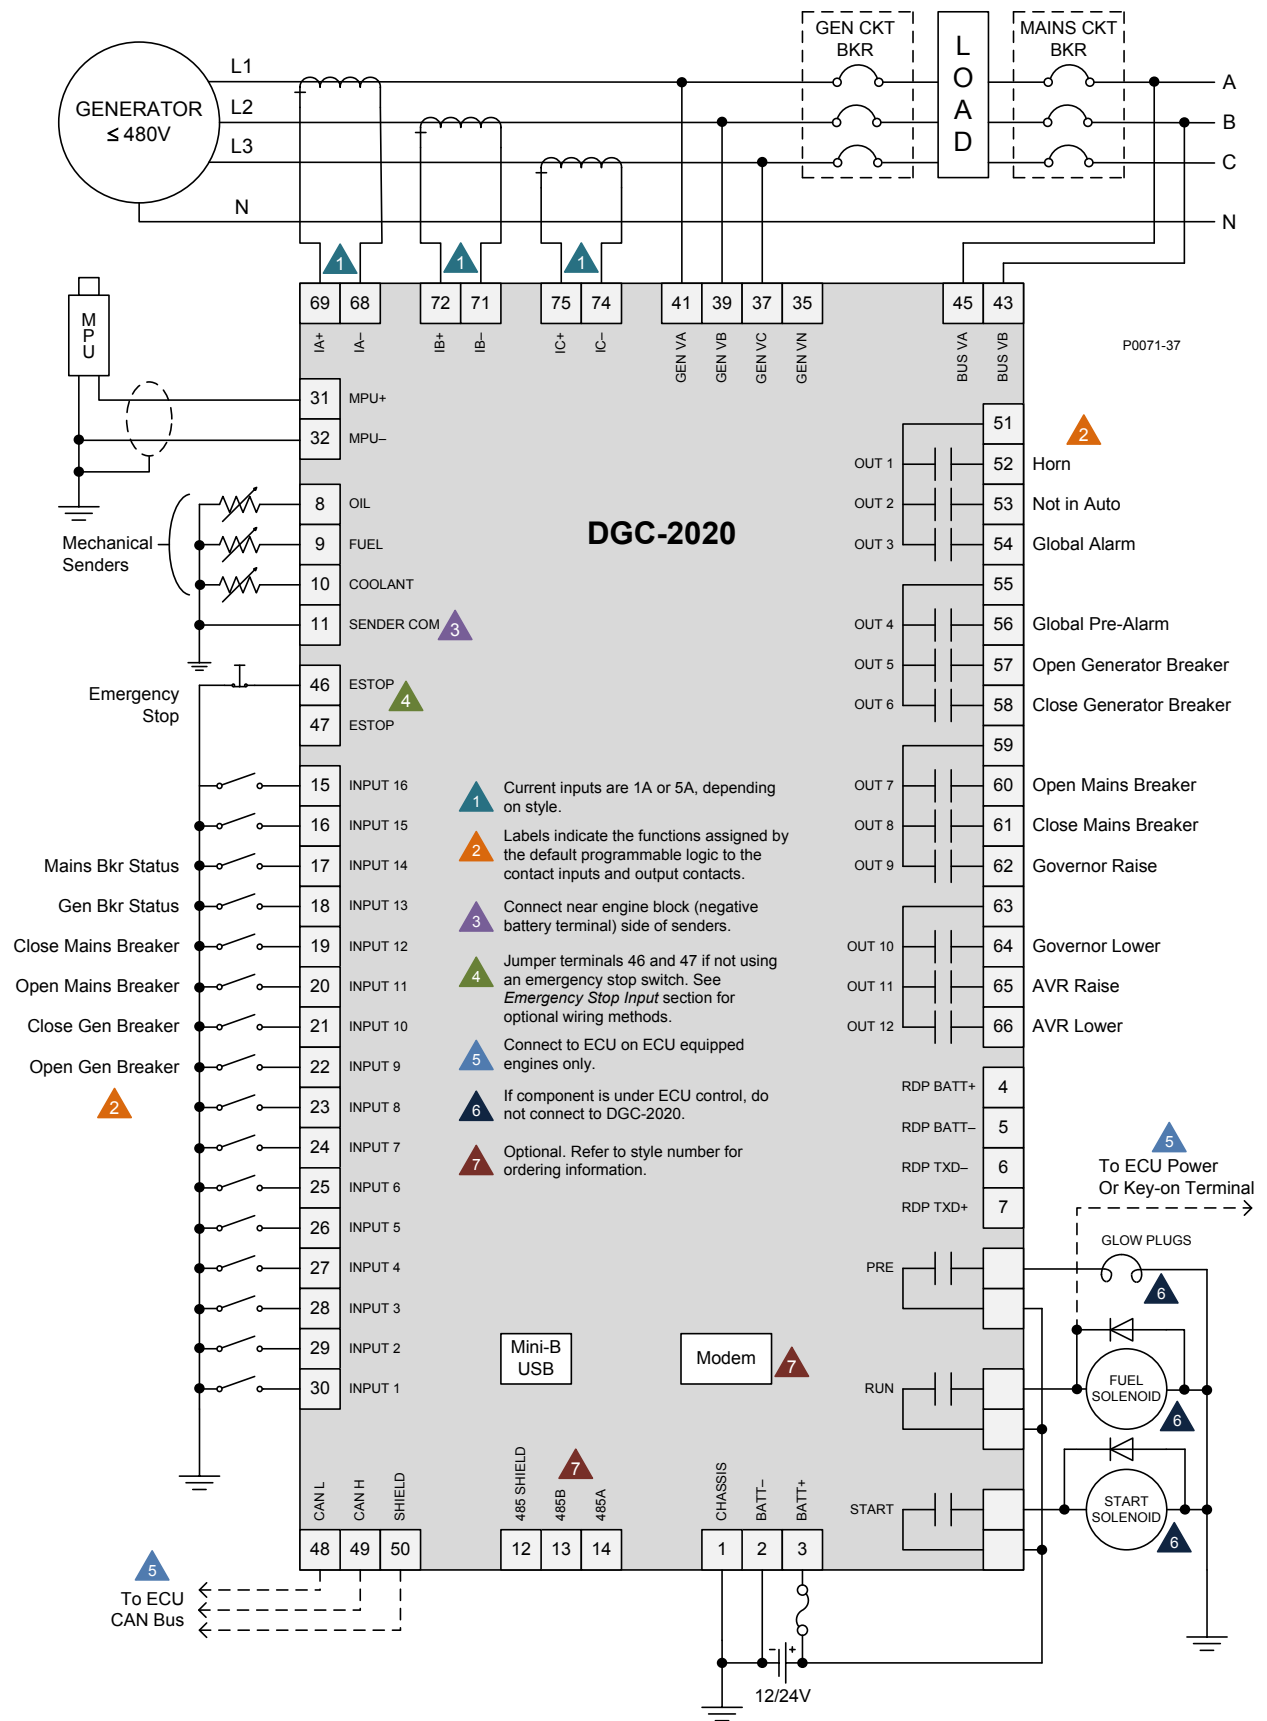 GEN CKT
BKR
LOAD
MAINS CKT
BKR
GENERATOR
≤ 480V
L1
L2
L3
N
A
B
C
N
1
1
1
69
68
72
71
75
74
41
39
37
35
45
43
IA+
IA–
IB+
IB–
IC+
IC–
GEN VA
GEN VB
GEN VC
GEN VN
BUS VA
BUS VB
P0071-37
MPU
31 MPU+
32 MPU–
Mechanical
Senders
8 OIL
9 FUEL
10 COOLANT
11 SENDER COM
3
Emergency
Stop
46 ESTOP
4
47 ESTOP
DGC-2020
15 INPUT 16
16 INPUT 15
Mains Bkr Status 17 INPUT 14
Gen Bkr Status 18 INPUT 13
Close Mains Breaker 19 INPUT 12
Open Mains Breaker 20 INPUT 11
Close Gen Breaker 21 INPUT 10
Open Gen Breaker 22 INPUT 9
2
23 INPUT 8
24 INPUT 7
25 INPUT 6
26 INPUT 5
27 INPUT 4
28 INPUT 3
29 INPUT 2
30 INPUT 1
1 Current inputs are 1A or 5A, depending
on style.
2 Labels indicate the functions assigned by
the default programmable logic to the
contact inputs and output contacts.
3 Connect near engine block (negative
battery terminal) side of senders.
4 Jumper terminals 46 and 47 if not using
an emergency stop switch. See
Emergency Stop Input section for
optional wiring methods.
5 Connect to ECU on ECU equipped
engines only.
6 If component is under ECU control, do
not connect to DGC-2020.
7 Optional. Refer to style number for
ordering information.
51
2
OUT 1 52 Horn
OUT 2 53 Not in Auto
OUT 3 54 Global Alarm
55
OUT 4 56 Global Pre-Alarm
OUT 5 57 Open Generator Breaker
OUT 6 58 Close Generator Breaker
59
OUT 7 60 Open Mains Breaker
OUT 8 61 Close Mains Breaker
OUT 9 62 Governor Raise
63
OUT 10 64 Governor Lower
OUT 11 65 AVR Raise
OUT 12 66 AVR Lower
RDP BATT+ 4
RDP BATT– 5
RDP TXD– 6
RDP TXD+ 7
5
To ECU Power
Or Key-on Terminal
PRE
GLOW PLUGS
6
RUN
FUEL
SOLENOID
6
START
START
SOLENOID
6
Mini-B
USB
Modem
7
CAN L
CAN H
SHIELD
485 SHIELD
485B
485A
7
CHASSIS
BATT–
BATT+
48
49
50
12
13
14
1
2
3
5
To ECU
CAN Bus
- +
12/24V